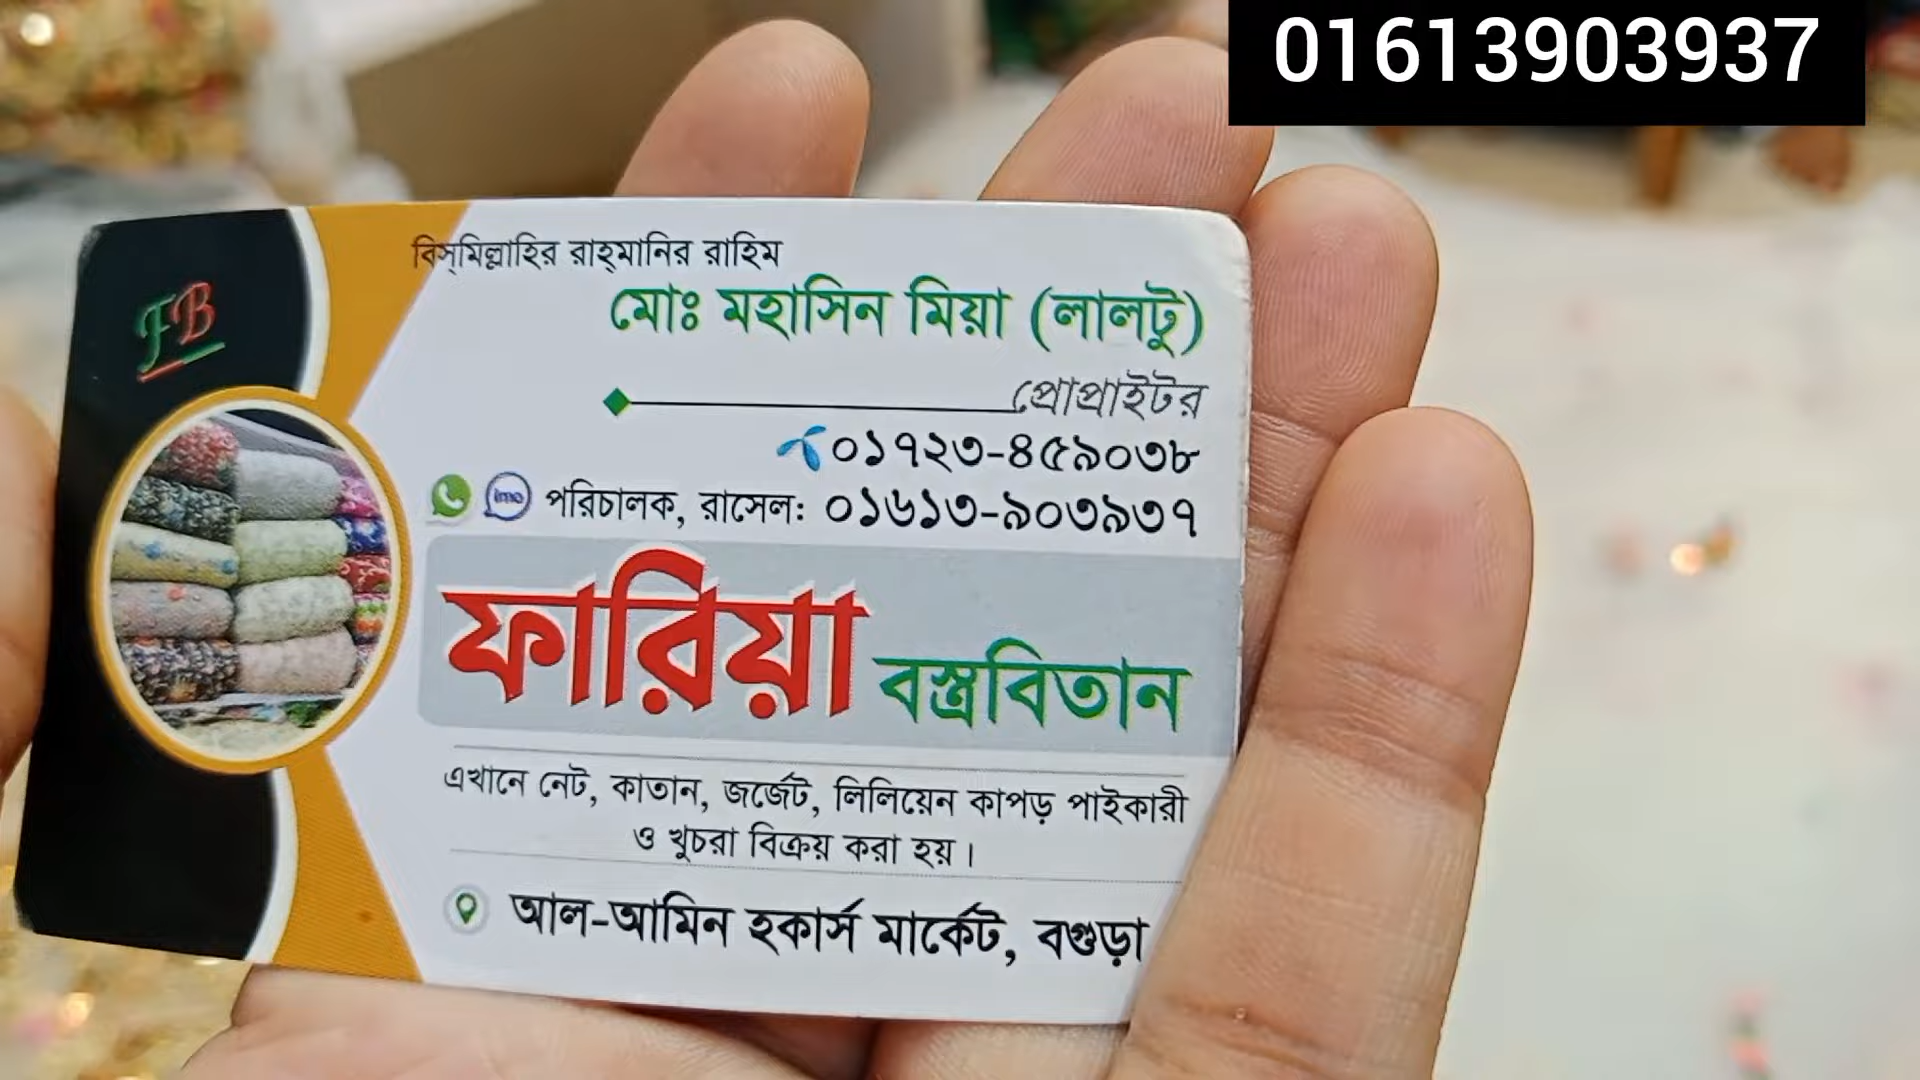 01613903937
বিস্‌মিল্লাহির রাহ্‌মানির রাহিম
FB
মোঃ মহাসিন মিয়া (লালটু)
প্রোপ্রাইটর
০১৭২৩-৪৫৯০৩৮
imo পরিচালক, রাসেল: ০১৬১৩-৯০৩৯৩৭
ফারিয়া বস্ত্রবিতান
এখানে নেট, কাতান, জর্জেট, লিলিয়েন কাপড় পাইকারী
ও খুচরা বিক্রয় করা হয়।
আল-আমিন হকার্স মার্কেট, বগুড়া